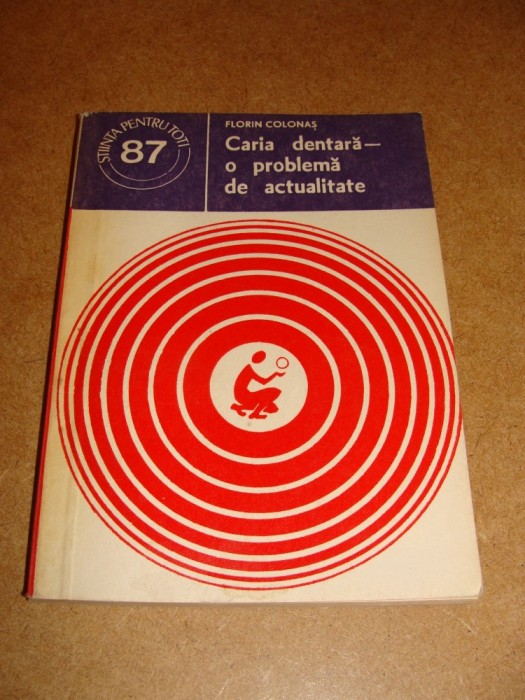 ȘTIINȚA PENTRU TOȚI
87
FLORIN COLONAȘ
Caria dentară—
o problemă
de actualitate